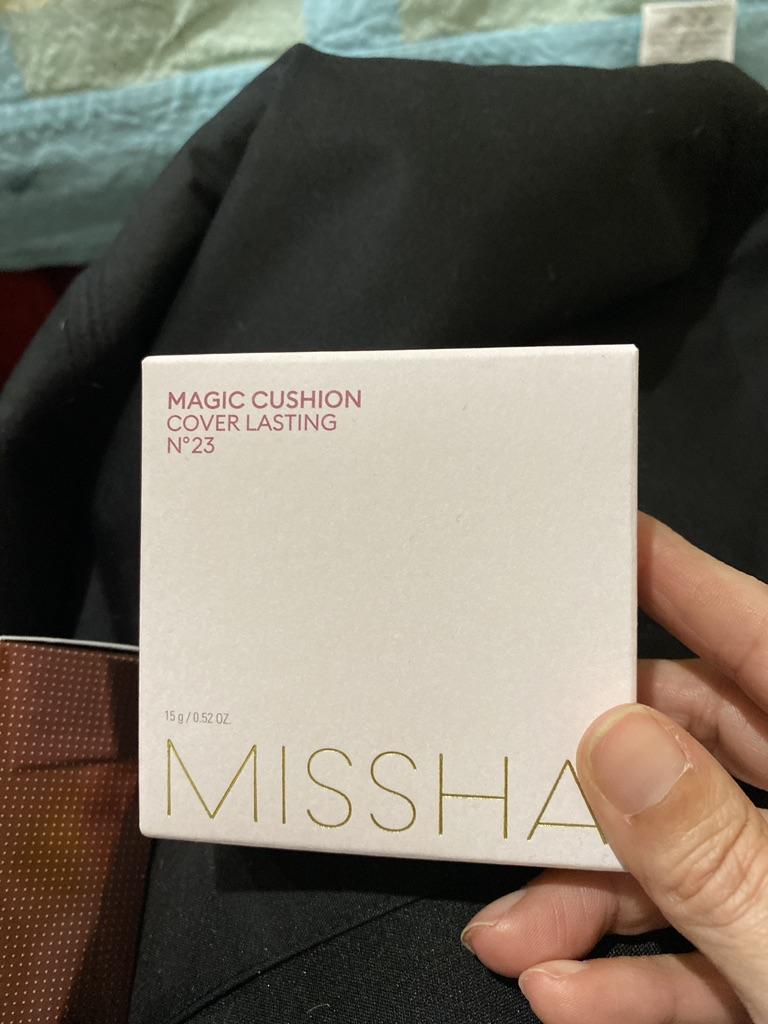 MAGIC CUSHION
COVER LASTING
N°23
15 g / 0.52 OZ.
MISSHA